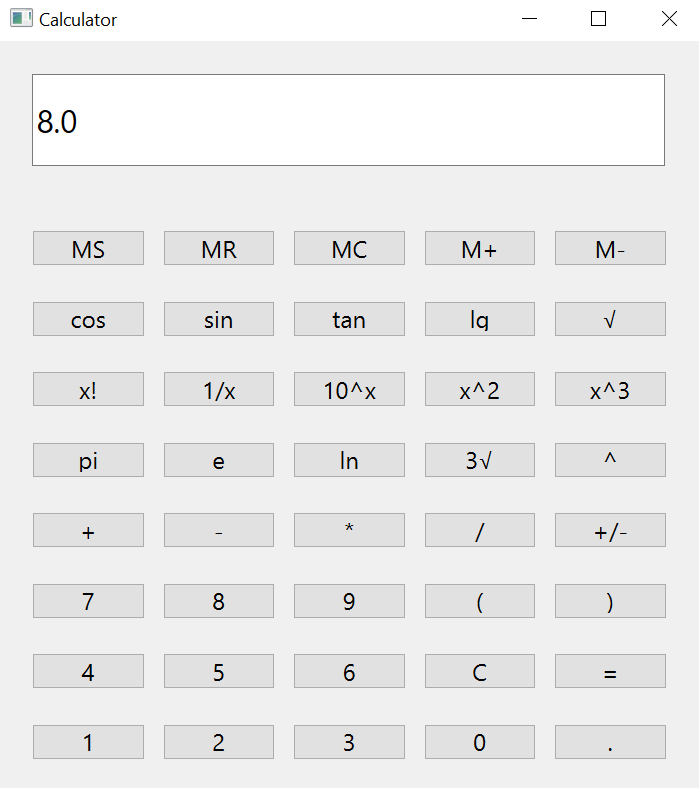 Calculator
8.0
MS MR MC M+ M-
cos sin tan lg √
x! 1/x 10^x x^2 x^3
pi e ln 3√ ^
+ - * / +/-
7 8 9 ( )
4 5 6 C =
1 2 3 0 .